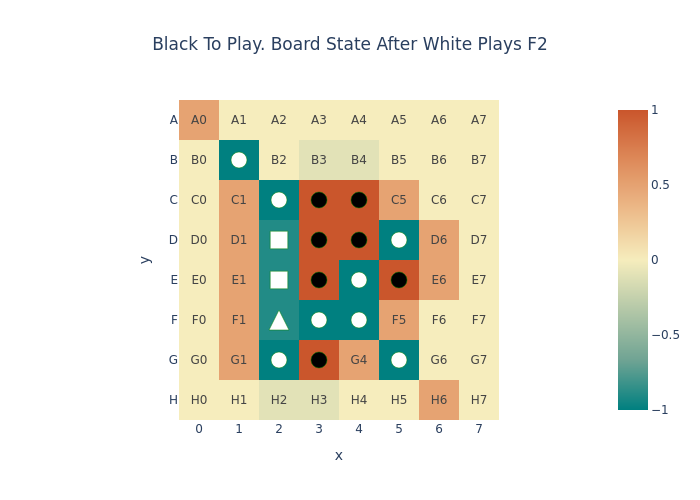 Black To Play. Board State After White Plays F2
A A0 A1 A2 A3 A4 A5 A6 A7
B B0 B2 B3 B4 B5 B6 B7
C C0 C1 C5 C6 C7
D D0 D1 D6 D7
E E0 E1 E6 E7
F F0 F1 F5 F6 F7
G G0 G1 G4 G6 G7
H H0 H1 H2 H3 H4 H5 H6 H7
0 1 2 3 4 5 6 7
x
y
1
0.5
0
−0.5
−1